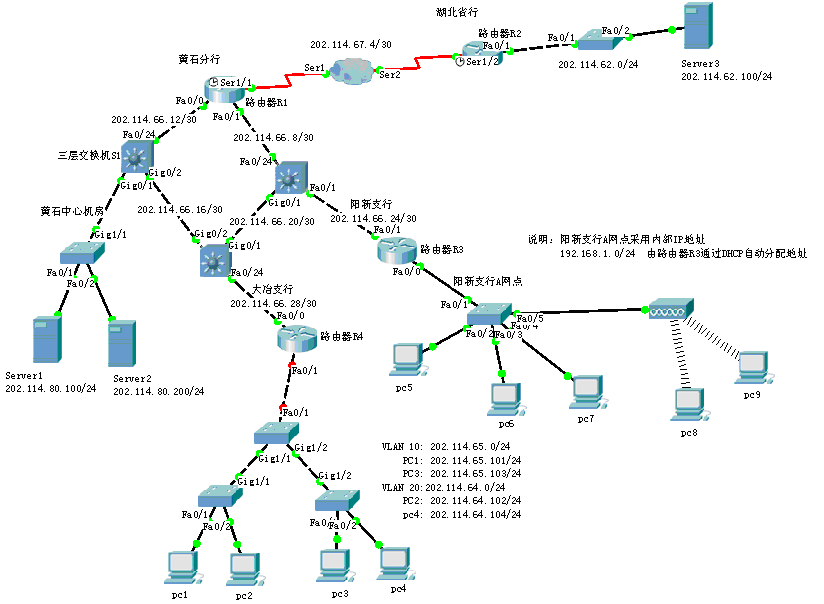 湖北省行
路由器R2
Fa0/1
Ser1/2
Fa0/1
Fa0/2
202.114.62.0/24
Server3
202.114.62.100/24
202.114.67.4/30
Ser1
Ser2
黄石分行
Ser1/1
Fa0/0
Fa0/1
路由器R1
202.114.66.12/30
202.114.66.8/30
Fa0/24
三层交换机S1
Gig0/2
Gig0/1
Fa0/24
Fa0/1
Gig0/1
黄石中心机房
Gig1/1
Fa0/1
Fa0/2
Server1
202.114.80.100/24
Server2
202.114.80.200/24
202.114.66.16/30
202.114.66.20/30
Gig0/2
Gig0/1
Fa0/24
阳新支行
202.114.66.24/30
Fa0/1
路由器R3
Fa0/0
说明：阳新支行A网点采用内部IP地址
192.168.1.0/24 由路由器R3通过DHCP自动分配地址
阳新支行A网点
Fa0/1
Fa0/2
Fa0/3
Fa0/4
Fa0/5
pc5
pc6
pc7
pc8
pc9
大冶支行
202.114.66.28/30
Fa0/0
路由器R4
Fa0/1
Fa0/1
Gig1/2
Gig1/1
Gig1/1
Gig1/2
Fa0/1
Fa0/2
Fa0/1
Fa0/2
pc1
pc2
pc3
pc4
VLAN 10: 202.114.65.0/24
PC1: 202.114.65.101/24
PC3: 202.114.65.103/24
VLAN 20:202.114.64.0/24
PC2: 202.114.64.102/24
pc4: 202.114.64.104/24